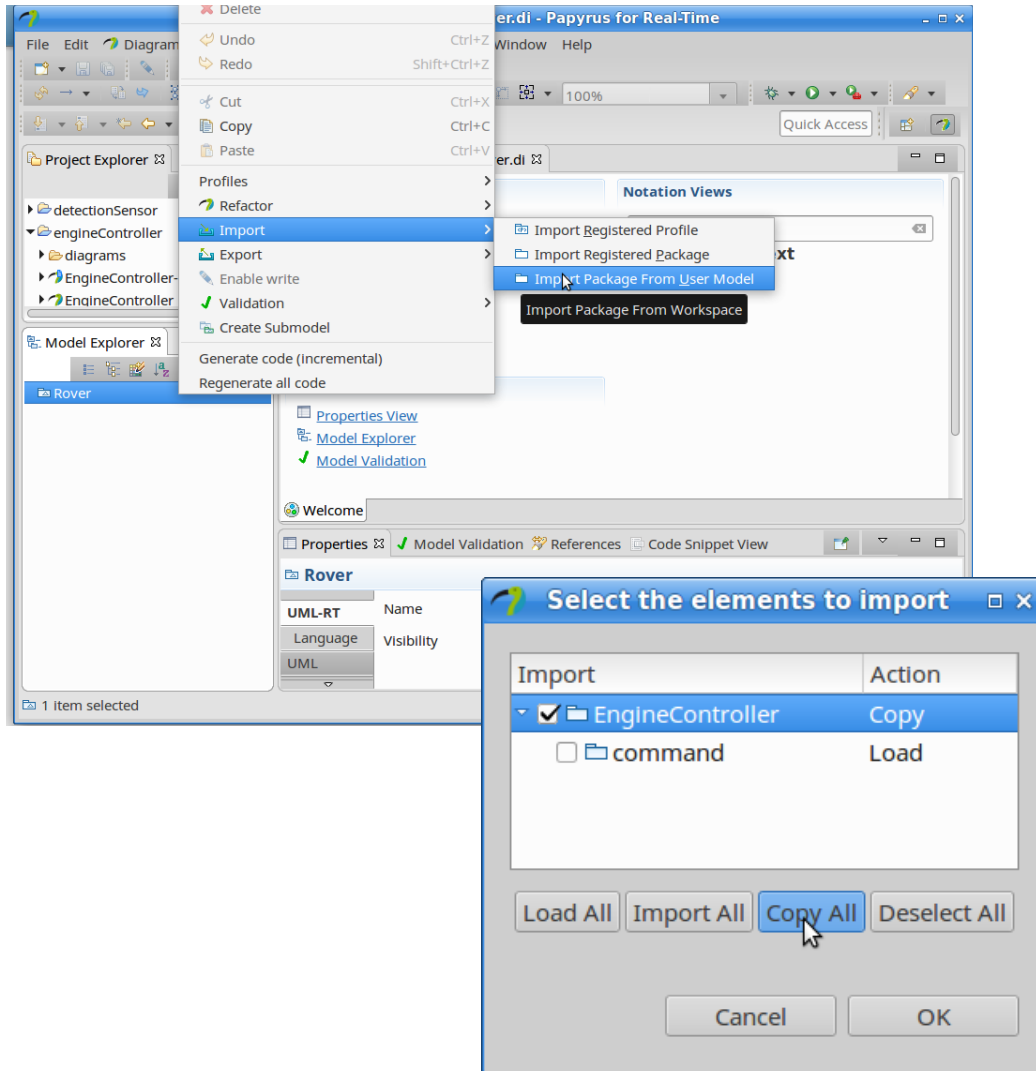 er.di - Papyrus for Real-Time
File Edit Diagram
Window Help
Delete
Undo Ctrl+Z
Redo Shift+Ctrl+Z
Cut Ctrl+X
Copy Ctrl+C
Paste Ctrl+V
Profiles
Refactor
Import
Export
Enable write
Validation
Create Submodel
Generate code (incremental)
Regenerate all code
Import Registered Profile
Import Registered Package
Import Package From User Model
Import Package From Workspace
100%
Quick Access
Project Explorer
er.di
detectionSensor
engineController
diagrams
EngineController-
EngineController
Notation Views
xt
Model Explorer
Rover
Properties View
Model Explorer
Model Validation
Welcome
Properties Model Validation References Code Snippet View
Rover
UML-RT
Language
UML
Name
Visibility
1 item selected
Select the elements to import
Import Action
EngineController Copy
command Load
Load All Import All Copy All Deselect All
Cancel OK